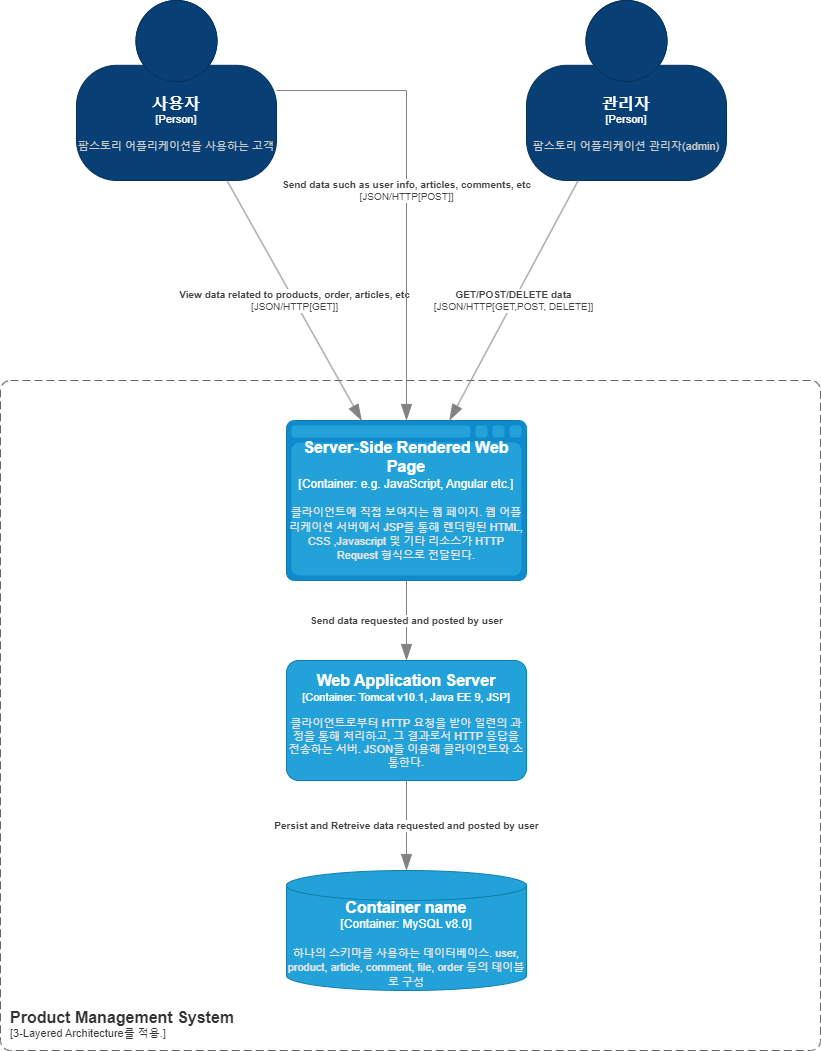 사용자
[Person]
팜스토리 어플리케이션을 사용하는 고객
관리자
[Person]
팜스토리 어플리케이션 관리자(admin)
Send data such as user info, articles, comments, etc
[JSON/HTTP[POST]]
View data related to products, order, articles, etc
[JSON/HTTP[GET]]
GET/POST/DELETE data
[JSON/HTTP[GET,POST, DELETE]]
Server-Side Rendered Web
Page
[Container: e.g. JavaScript, Angular etc.]
클라이언트에 직접 보여지는 웹 페이지. 웹 어플
리케이션 서버에서 JSP를 통해 렌더링된 HTML,
CSS ,Javascript 및 기타 리소스가 HTTP
Request 형식으로 전달된다.
Send data requested and posted by user
Web Application Server
[Container: Tomcat v10.1, Java EE 9, JSP]
클라이언트로부터 HTTP 요청을 받아 일련의 과
정을 통해 처리하고, 그 결과로서 HTTP 응답을
전송하는 서버. JSON을 이용해 클라이언트와 소
통한다.
Persist and Retreive data requested and posted by user
Container name
[Container: MySQL v8.0]
하나의 스키마를 사용하는 데이터베이스. user,
product, article, comment, file, order 등의 테이블
로 구성
Product Management System
[3-Layered Architecture를 적용.]